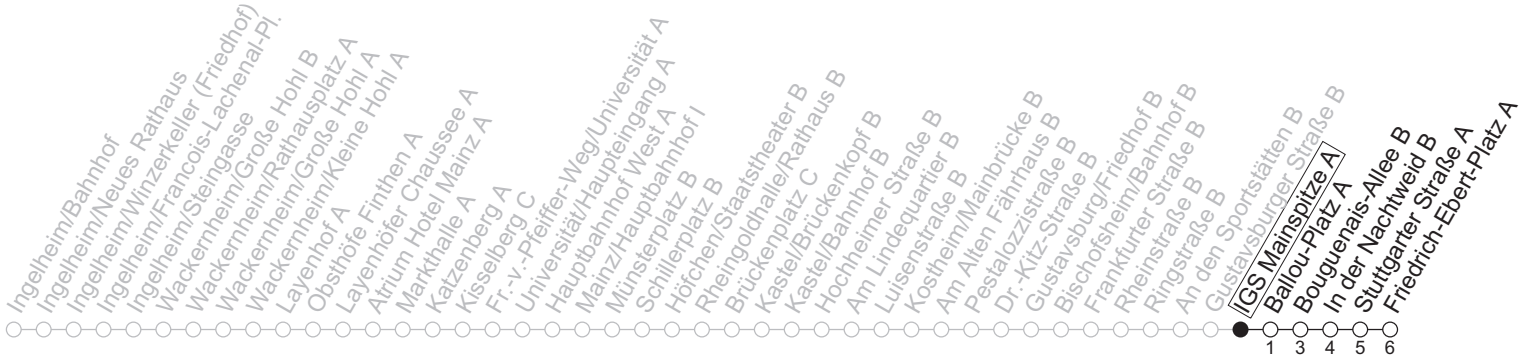 Ingelheim/Bahnhof
Ingelheim/Neues Rathaus
Ingelheim/Winzerkeller (Friedhof)
Ingelheim/Francois-Lachenal-Pl.
Ingelheim/Steingasse
Wackernheim/Große Hohl B
Wackernheim/Rathausplatz A
Wackernheim/Große Hohl A
Wackernheim/Kleine Hohl A
Layenhof A
Osthöfe Finthen A
Layenhöfer Chaussee A
Atrium Hotel Mainz A
Markthalle A
Katzenberg A
Kisselberg C
Fr.-v.-Pfeiffer-Weg/Universität A
Universität/Haupteingang A
Hauptbahnhof West A
Mainz/Hauptbahnhof I
Münsterplatz B
Schillerplatz B
Höfchen/Staatstheater B
Rheingoldhalle/Rathaus B
Brückenplatz C
Kastel/Brückenkopf B
Kastel/Bahnhof B
Hochheimer Straße B
Am Lindequartier B
Luisenstraße B
Kostheim/Mainbrücke B
Am Alten Fährhaus B
Pestalozzistraße B
Dr.-Kitz-Straße B
Gustavsburg/Friedhof B
Bischofsheim/Bahnhof B
Frankfurter Straße B
Rheinstraße B
Ringstraße B
An den Sportstätten B
Gustavsburger Straße B
IGS Mainspitze A
Ballou-Platz A
Bouguenais-Allee B
In der Nachtweid B
Stuttgarter Straße A
Friedrich-Ebert-Platz A
1 3 4 5 6